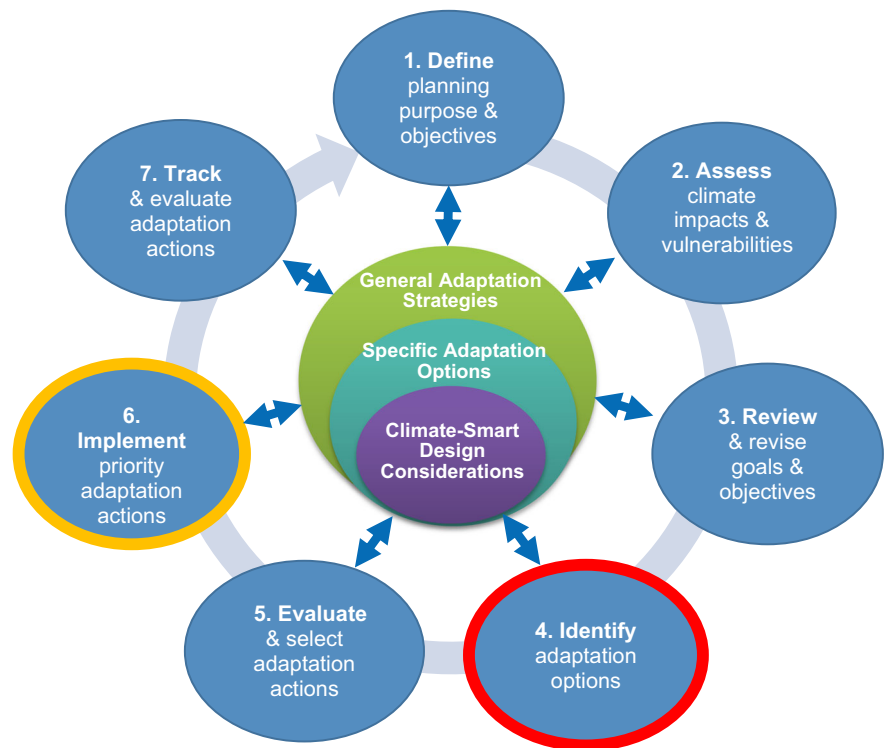 1. Define
planning
purpose &
objectives
2. Assess
climate
impacts &
vulnerabilities
3. Review
& revise
goals &
objectives
4. Identify
adaptation
options
5. Evaluate
& select
adaptation
actions
6.
Implement
priority
adaptation
actions
7. Track
& evaluate
adaptation
actions
General Adaptation
Strategies
Specific Adaptation
Options
Climate-Smart
Design
Considerations